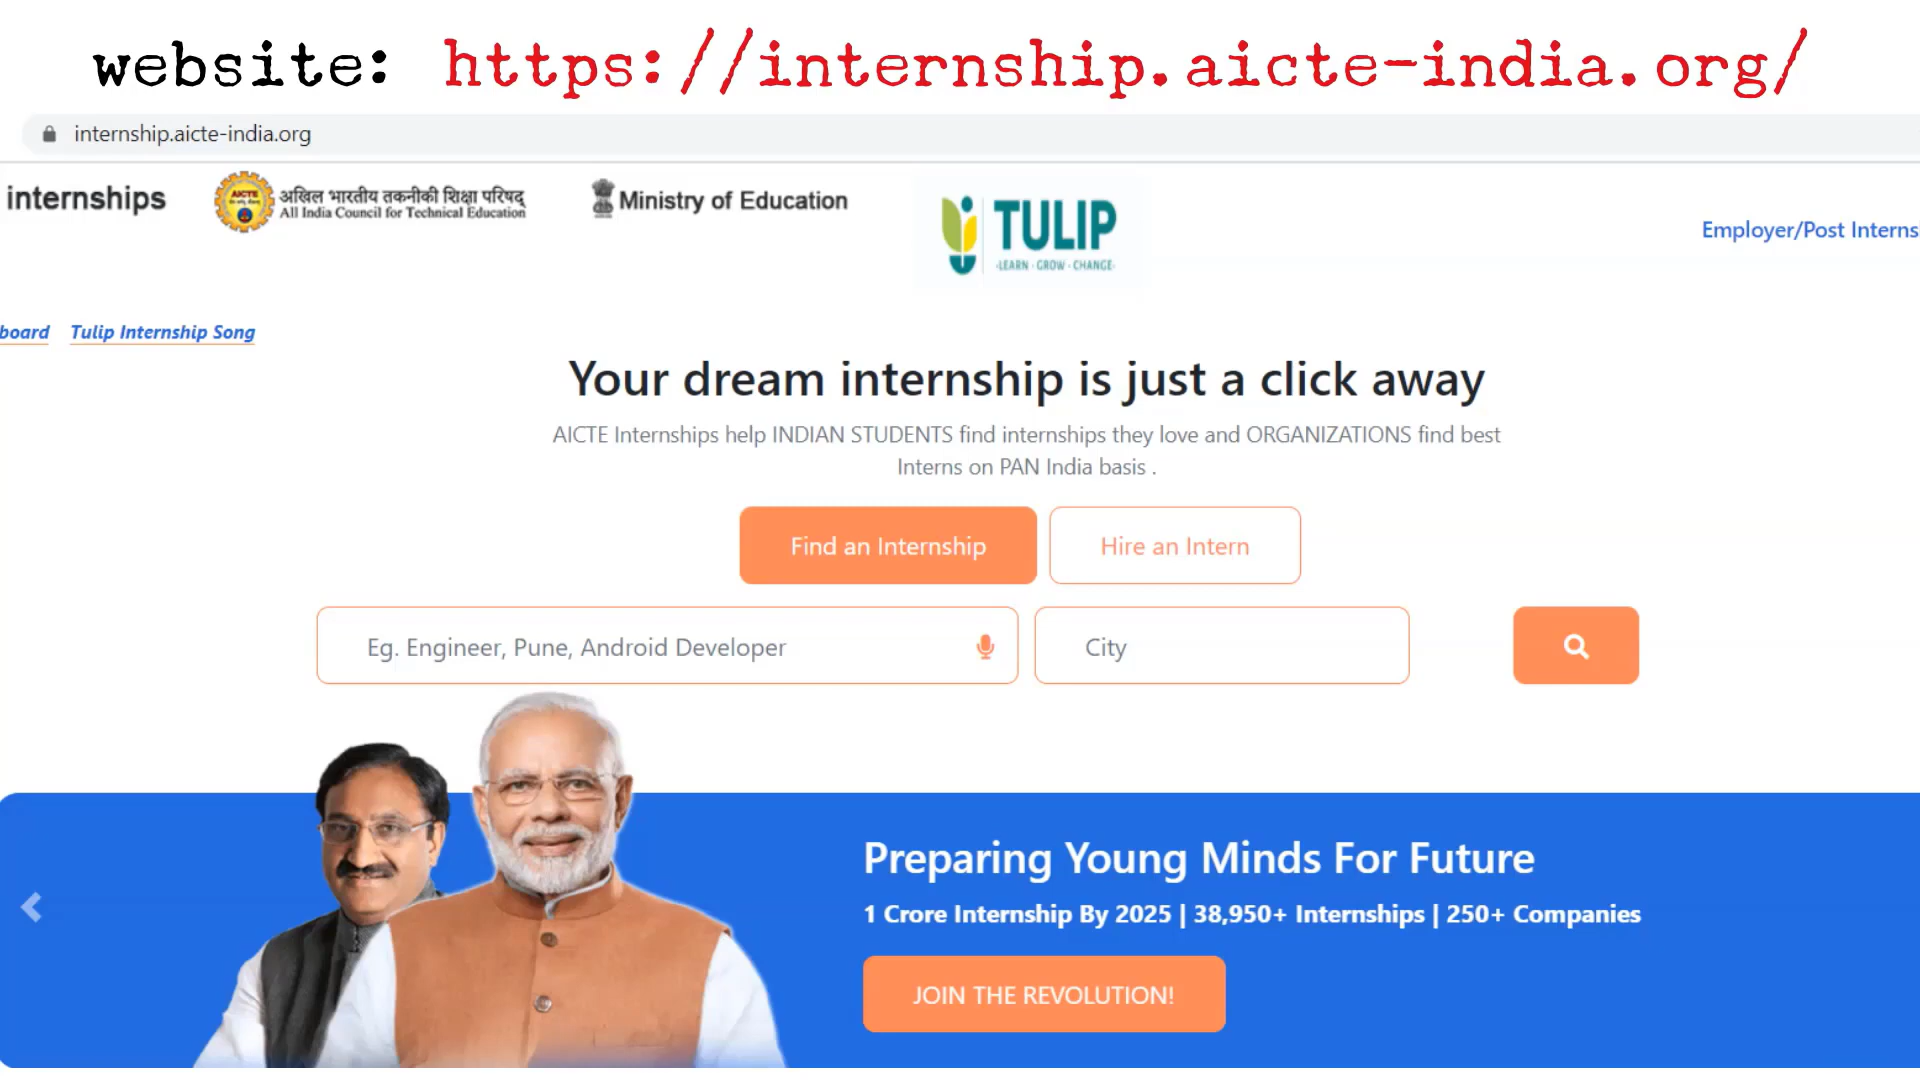 website: https://internship.aicte-india.org/
internship.aicte-india.org
internships
AICTE
अखिल भारतीय तकनीकी शिक्षा परिषद्
All India Council for Technical Education
Ministry of Education
TULIP
·LEARN · GROW · CHANGE·
Employer/Post Interns
board Tulip Internship Song
Your dream internship is just a click away
AICTE Internships help INDIAN STUDENTS find internships they love and ORGANIZATIONS find best
Interns on PAN India basis .
Find an Internship Hire an Intern
Eg. Engineer, Pune, Android Developer City
Preparing Young Minds For Future
1 Crore Internship By 2025 | 38,950+ Internships | 250+ Companies
JOIN THE REVOLUTION!